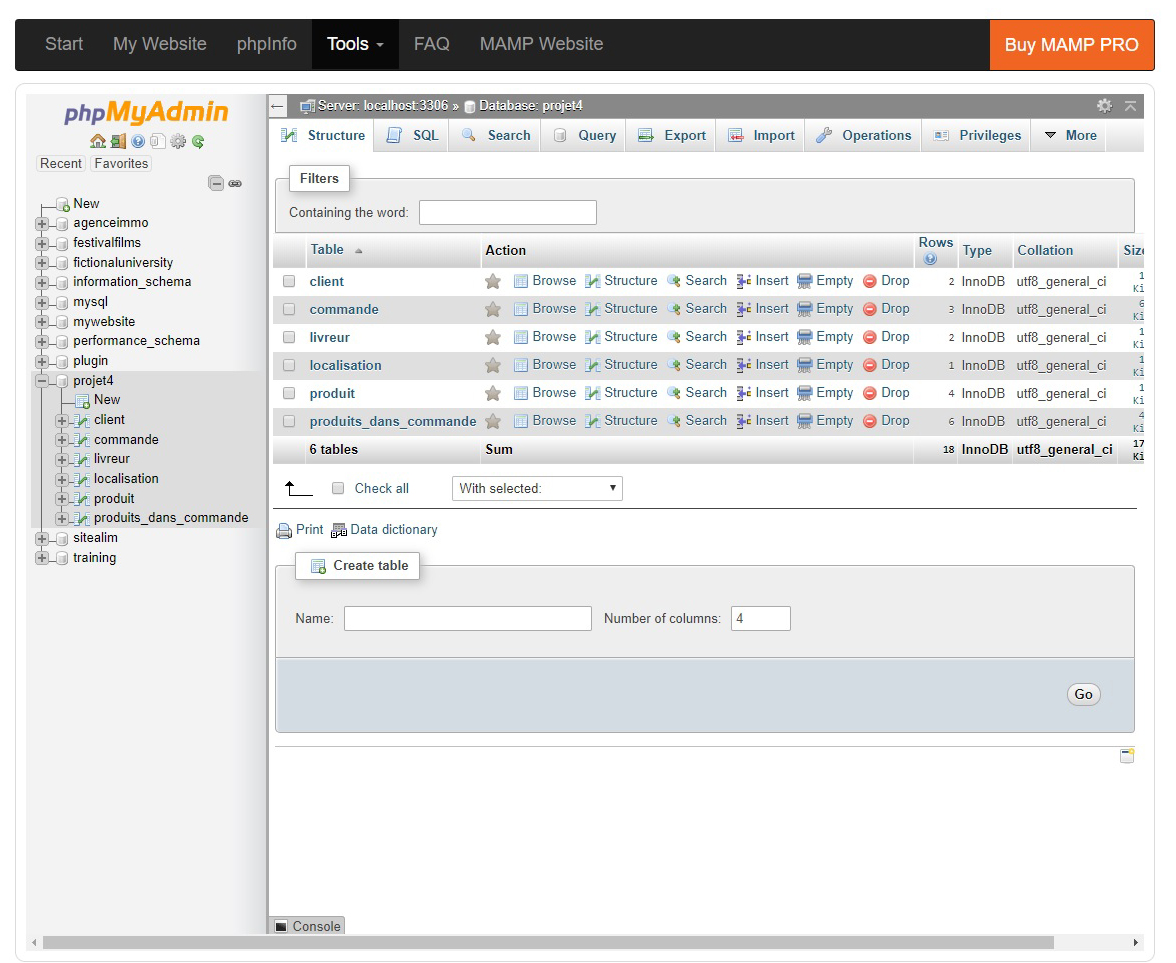 Start My Website phpInfo Tools FAQ MAMP Website Buy MAMP PRO
phpMyAdmin
Recent Favorites
New
agenceimmo
festivalfilms
fictionaluniversity
information_schema
mysql
mywebsite
performance_schema
plugin
projet4
New
client
commande
livreur
localisation
produit
produits_dans_commande
sitealim
training
Server: localhost:3306 » Database: projet4
Structure SQL Search Query Export Import Operations Privileges More
Filters
Containing the word:
Table Action Rows Type Collation Size
client Browse Structure Search Insert Empty Drop 2 InnoDB utf8_general_ci 1 Ki
commande Browse Structure Search Insert Empty Drop 3 InnoDB utf8_general_ci 6 Ki
livreur Browse Structure Search Insert Empty Drop 2 InnoDB utf8_general_ci 1 Ki
localisation Browse Structure Search Insert Empty Drop 1 InnoDB utf8_general_ci 1 Ki
produit Browse Structure Search Insert Empty Drop 4 InnoDB utf8_general_ci 1 Ki
produits_dans_commande Browse Structure Search Insert Empty Drop 6 InnoDB utf8_general_ci 4 Ki
6 tables Sum 18 InnoDB utf8_general_ci 17 Ki
Check all With selected:
Print Data dictionary
Create table
Name: Number of columns: 4
Go
Console